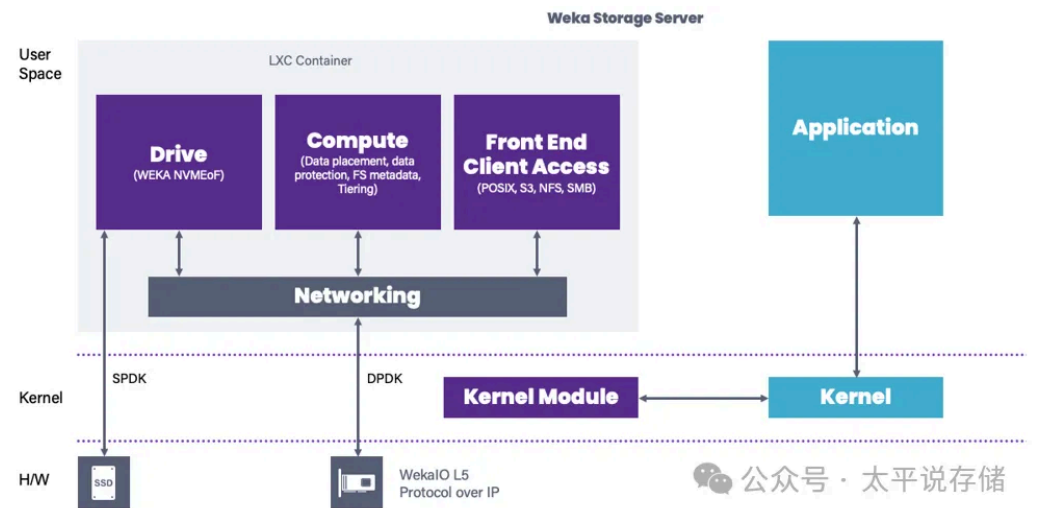 Weka Storage Server
User
Space
LXC Container
Drive
(WEKA NVMEoF)
Compute
(Data placement, data
protection, FS metadata,
Tiering)
Front End
Client Access
(POSIX, S3, NFS, SMB)
Application
Networking
SPDK
DPDK
Kernel
Kernel Module
Kernel
H/W
SSD
WekaIO L5
Protocol over IP
公众号 · 太平说存储